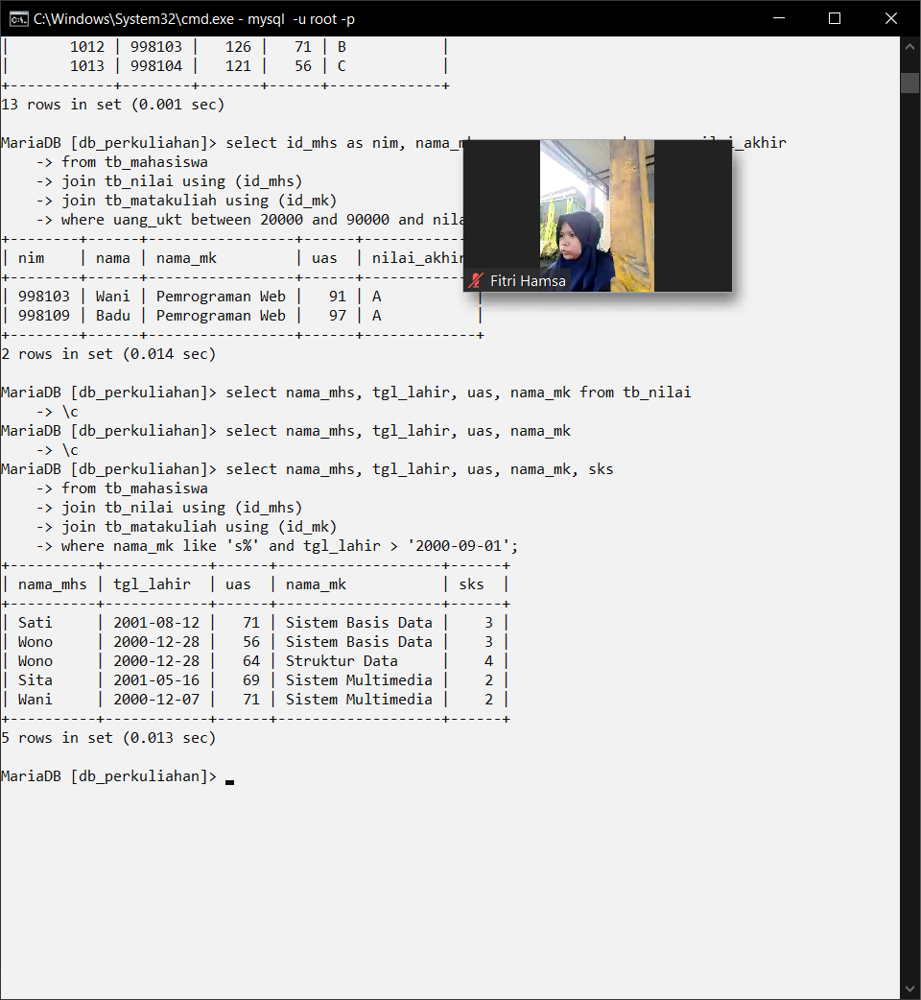 C:\Windows\System32\cmd.exe - mysql  -u root -p
|       1012 | 998103 |   126 |   71 | B           |
|       1013 | 998104 |   121 |   56 | C           |
+------------+--------+-------+------+-------------+
13 rows in set (0.001 sec)
MariaDB [db_perkuliahan]> select id_mhs as nim, akhir
    -> from tb_mahasiswa
    -> join tb_nilai using (id_mhs)
    -> join tb_matakuliah using (id_mk)
    -> where uang_ukt between 20000 and 90000 and
+--------+------+-----------------+------+-------------+
| nim    | nama | nama_mk         | uas  | nilai_akhir
+--------+------+-----------------+------+-------------+
| 998103 | Wani | Pemrograman Web |   91 | A           |
| 998109 | Badu | Pemrograman Web |   97 | A           |
+--------+------+-----------------+------+-------------+
2 rows in set (0.014 sec)
Fitri Hamsa
MariaDB [db_perkuliahan]> select nama_mhs, tgl_lahir, uas, nama_mk from tb_nilai
    -> \c
MariaDB [db_perkuliahan]> select nama_mhs, tgl_lahir, uas, nama_mk
    -> \c
MariaDB [db_perkuliahan]> select nama_mhs, tgl_lahir, uas, nama_mk, sks
    -> from tb_mahasiswa
    -> join tb_nilai using (id_mhs)
    -> join tb_matakuliah using (id_mk)
    -> where nama_mk like 's%' and tgl_lahir > '2000-09-01';
+----------+------------+------+-------------------+------+
| nama_mhs | tgl_lahir  | uas  | nama_mk           | sks  |
+----------+------------+------+-------------------+------+
| Sati     | 2001-08-12 |   71 | Sistem Basis Data |    3 |
| Wono     | 2000-12-28 |   56 | Sistem Basis Data |    3 |
| Wono     | 2000-12-28 |   64 | Struktur Data     |    4 |
| Sita     | 2001-05-16 |   69 | Sistem Multimedia |    2 |
| Wani     | 2000-12-07 |   71 | Sistem Multimedia |    2 |
+----------+------------+------+-------------------+------+
5 rows in set (0.013 sec)
MariaDB [db_perkuliahan]>